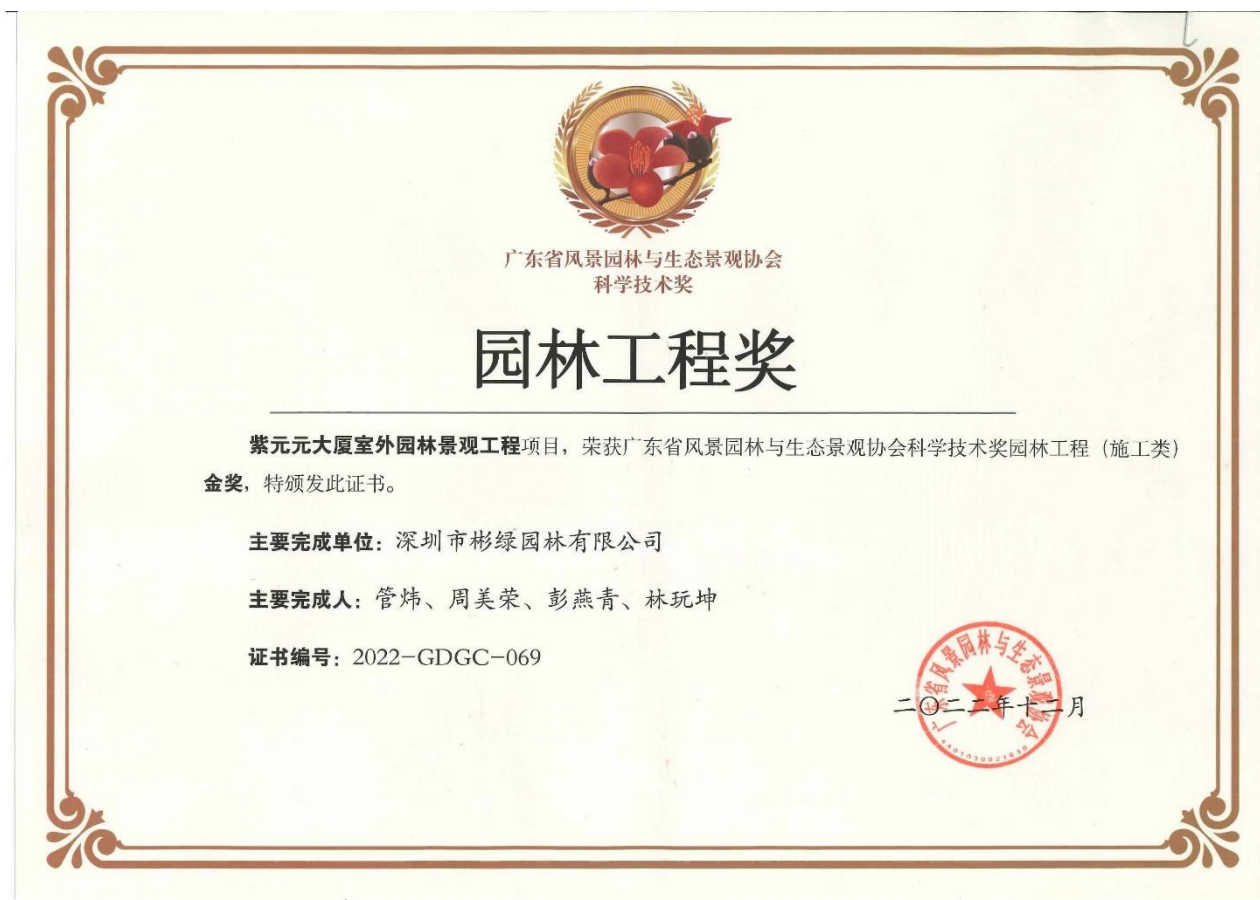 广东省风景园林与生态景观协会
科学技术奖
园林工程奖
紫元元大厦室外园林景观工程项目，荣获广东省风景园林与生态景观协会科学技术奖园林工程（施工类）
金奖，特颁发此证书。
主要完成单位：深圳市彬绿园林有限公司
主要完成人：管炜、周美荣、彭燕青、林玩坤
证书编号：2022-GDGC-069
广东省风景园林与生态景观协会
二〇二二年十二月